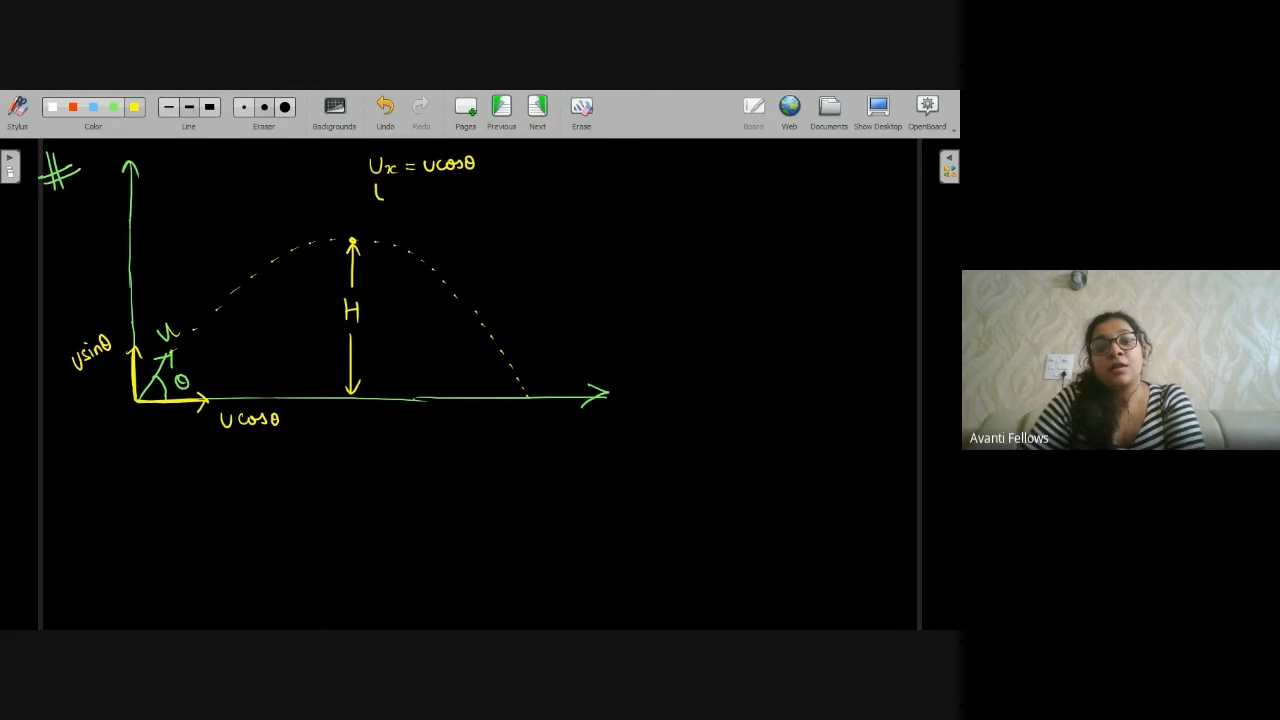 Stylus
Color
Line
Eraser
Backgrounds
Undo
Redo
Pages
Previous
Next
Erase
Board
Web
Documents
Show Desktop
OpenBoard
#
Ux = ucosθ
H
u
usinθ
θ
ucosθ
Avanti Fellows